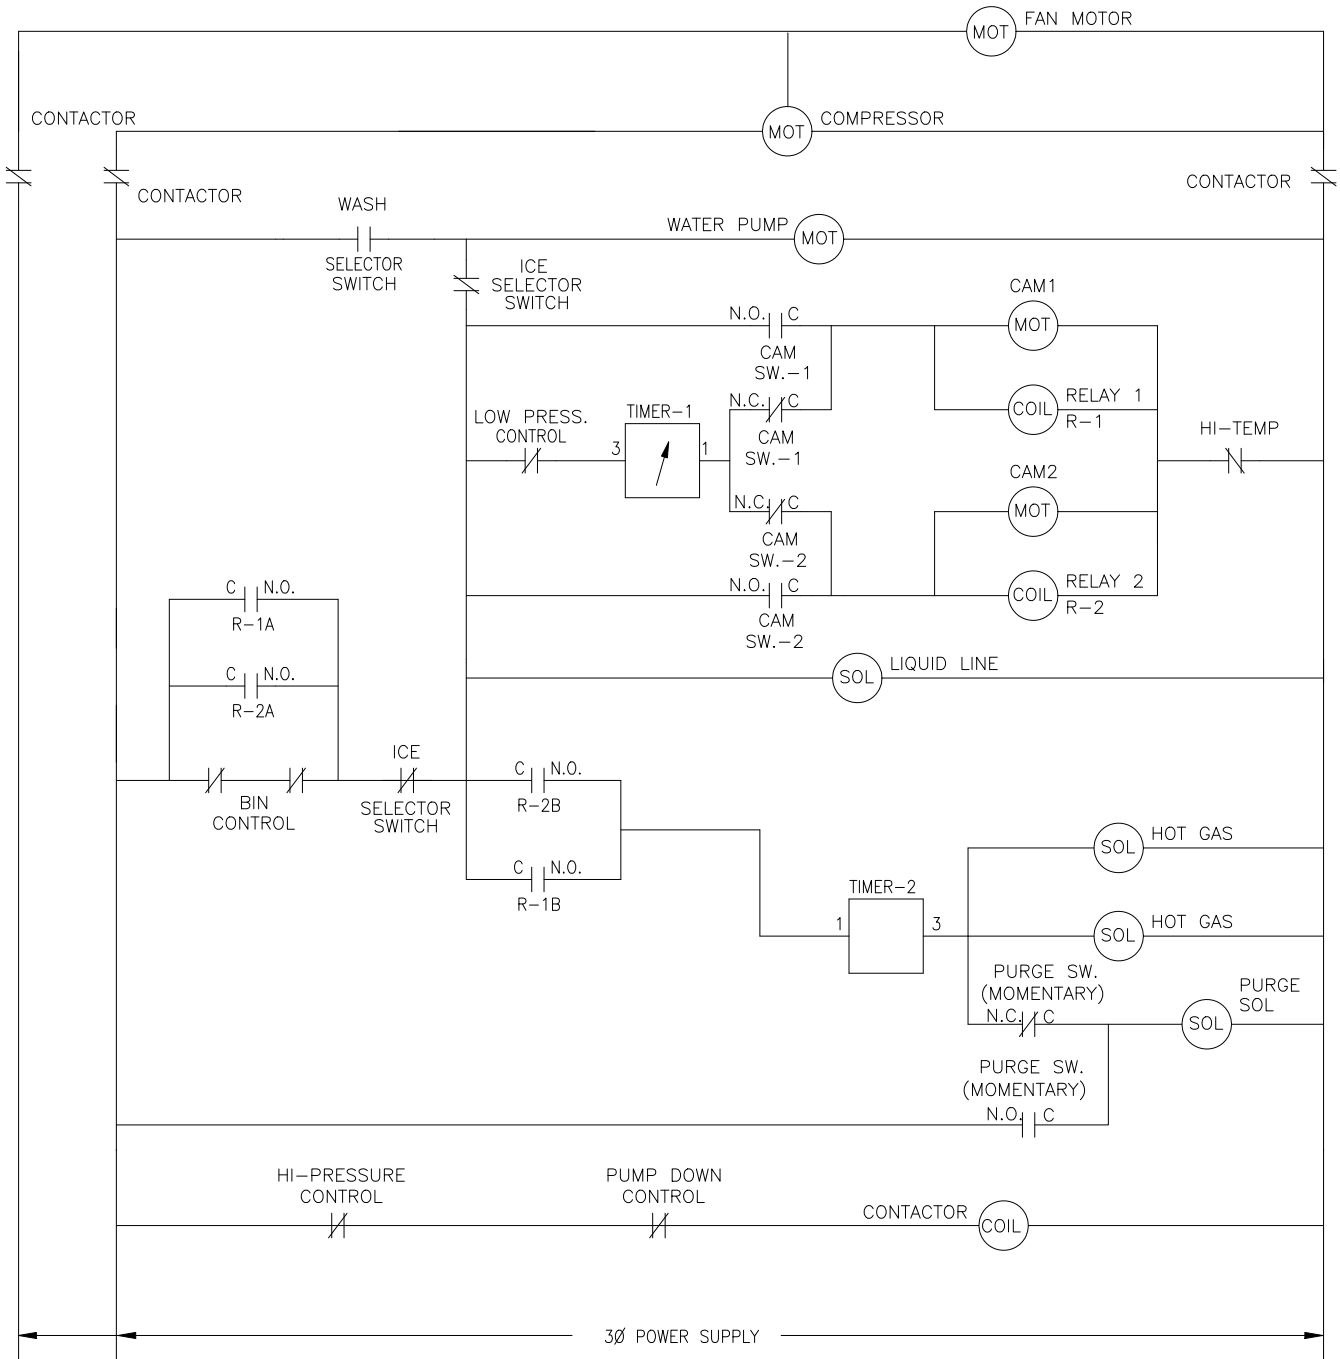 MOT
FAN MOTOR
CONTACTOR
MOT
COMPRESSOR
CONTACTOR
CONTACTOR
WASH
SELECTOR
SWITCH
WATER PUMP
MOT
ICE
SELECTOR
SWITCH
N.O.
C
CAM
SW.-1
CAM1
MOT
LOW PRESS.
CONTROL
TIMER-1
3
1
N.C.
C
CAM
SW.-1
COIL
RELAY 1
R-1
HI-TEMP
N.C.
C
CAM
SW.-2
CAM2
MOT
N.O.
C
CAM
SW.-2
COIL
RELAY 2
R-2
C
N.O.
R-1A
C
N.O.
R-2A
SOL
LIQUID LINE
BIN
CONTROL
ICE
SELECTOR
SWITCH
C
N.O.
R-2B
C
N.O.
R-1B
TIMER-2
1
3
SOL
HOT GAS
SOL
HOT GAS
PURGE SW.
(MOMENTARY)
N.C.
C
SOL
PURGE
SOL
PURGE SW.
(MOMENTARY)
N.O.
C
HI-PRESSURE
CONTROL
PUMP DOWN
CONTROL
CONTACTOR
COIL
3Ø POWER SUPPLY